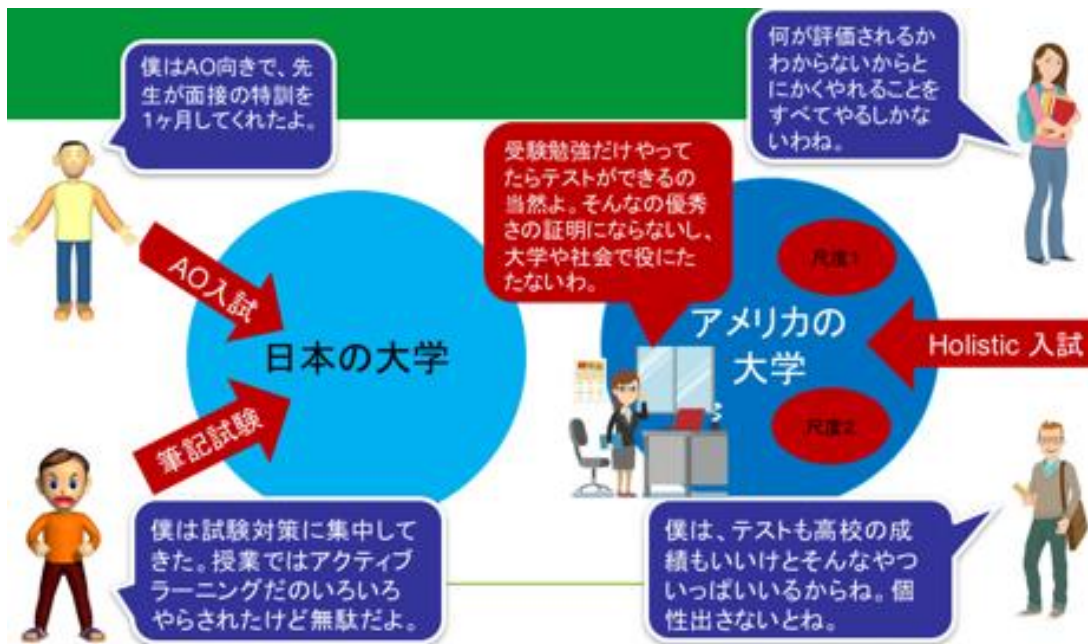 僕はAO向きで、先
生が面接の特訓を
1ヶ月してくれたよ。
何が評価されるか
わからないからと
にかくやれることを
すべてやるしかな
いわね。
受験勉強だけやって
たらテストができるの
当然よ。そんなの優秀
さの証明にならないし、
大学や社会で役にた
たないわ。
AO入試
日本の大学
筆記試験
尺度1
アメリカの
大学
尺度2
Holistic 入試
僕は試験対策に集中して
きた。授業ではアクティブ
ラーニングだのいろいろ
やらされたけど無駄だよ。
僕は、テストも高校の成
績もいいけとそんなやつ
いっぱいいるからね。個
性出さないとね。